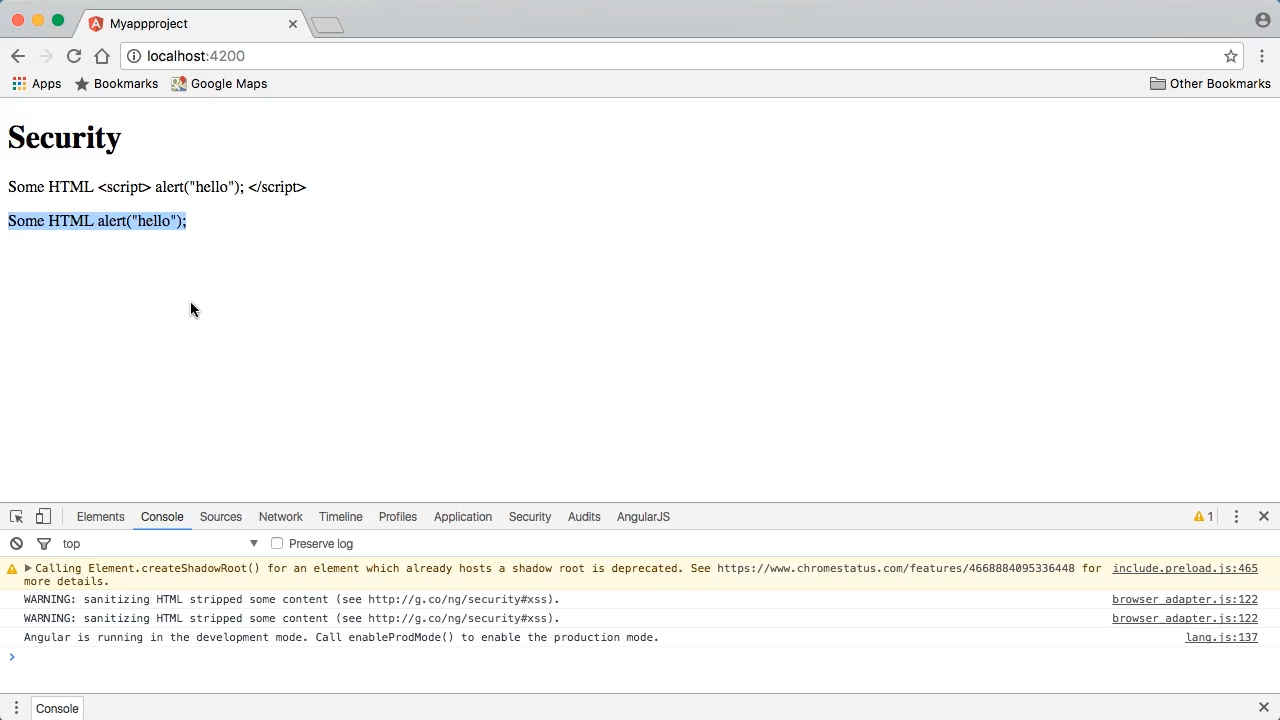 Myappproject
localhost:4200
Apps Bookmarks Google Maps Other Bookmarks
Security
Some HTML <script> alert("hello"); </script>
Some HTML alert("hello");
Elements Console Sources Network Timeline Profiles Application Security Audits AngularJS 1
top Preserve log
Calling Element.createShadowRoot() for an element which already hosts a shadow root is deprecated. See https://www.chromestatus.com/features/4668884095336448 for include.preload.js:465
more details.
WARNING: sanitizing HTML stripped some content (see http://g.co/ng/security#xss). browser_adapter.js:122
WARNING: sanitizing HTML stripped some content (see http://g.co/ng/security#xss). browser_adapter.js:122
Angular is running in the development mode. Call enableProdMode() to enable the production mode. lang.js:137
Console